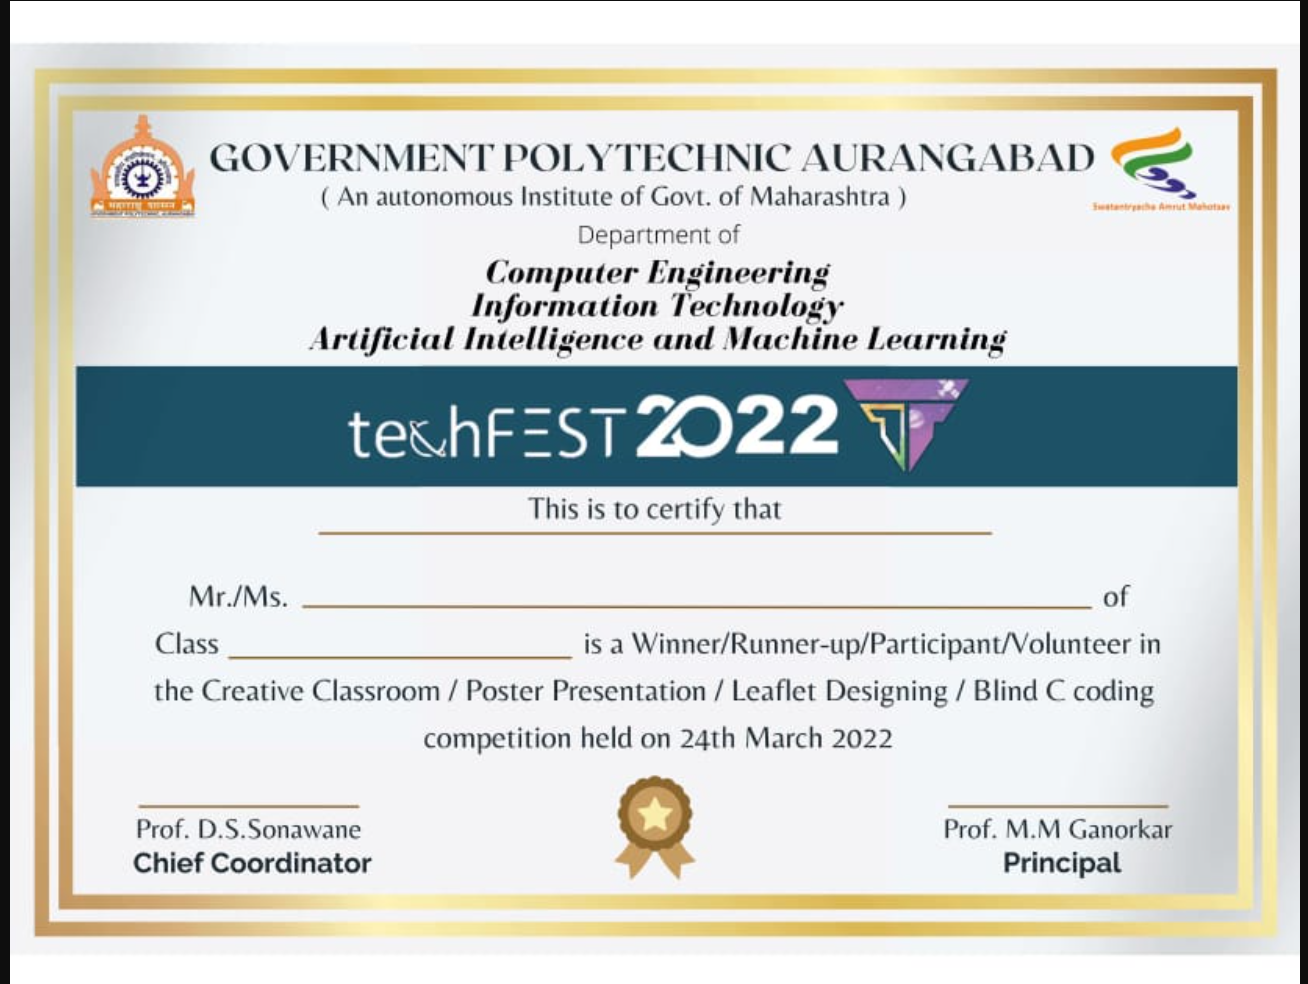 GOVERNMENT POLYTECHNIC AURANGABAD
( An autonomous Institute of Govt. of Maharashtra )
महाराष्ट्र शासन
Swatantryacha Amrut Mahotsav
Department of
Computer Engineering
Information Technology
Artificial Intelligence and Machine Learning
techFEST 2022
This is to certify that
Mr./Ms. of
Class is a Winner/Runner-up/Participant/Volunteer in
the Creative Classroom / Poster Presentation / Leaflet Designing / Blind C coding
competition held on 24th March 2022
Prof. D.S.Sonawane
Chief Coordinator
Prof. M.M Ganorkar
Principal